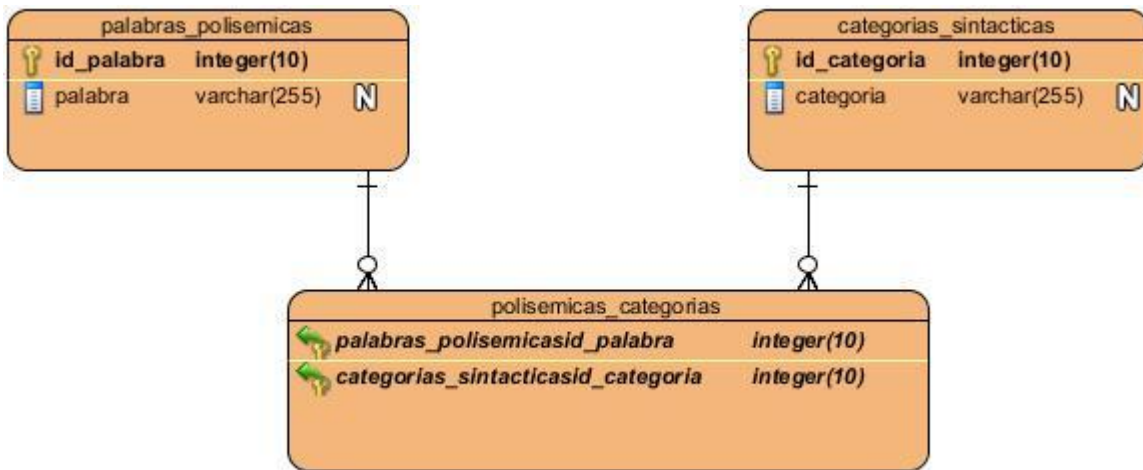 palabras_polisemicas
id_palabra integer(10)
palabra varchar(255) N
categorias_sintacticas
id_categoria integer(10)
categoria varchar(255) N
polisemicas_categorias
palabras_polisemicasid_palabra integer(10)
categorias_sintacticasid_categoria integer(10)